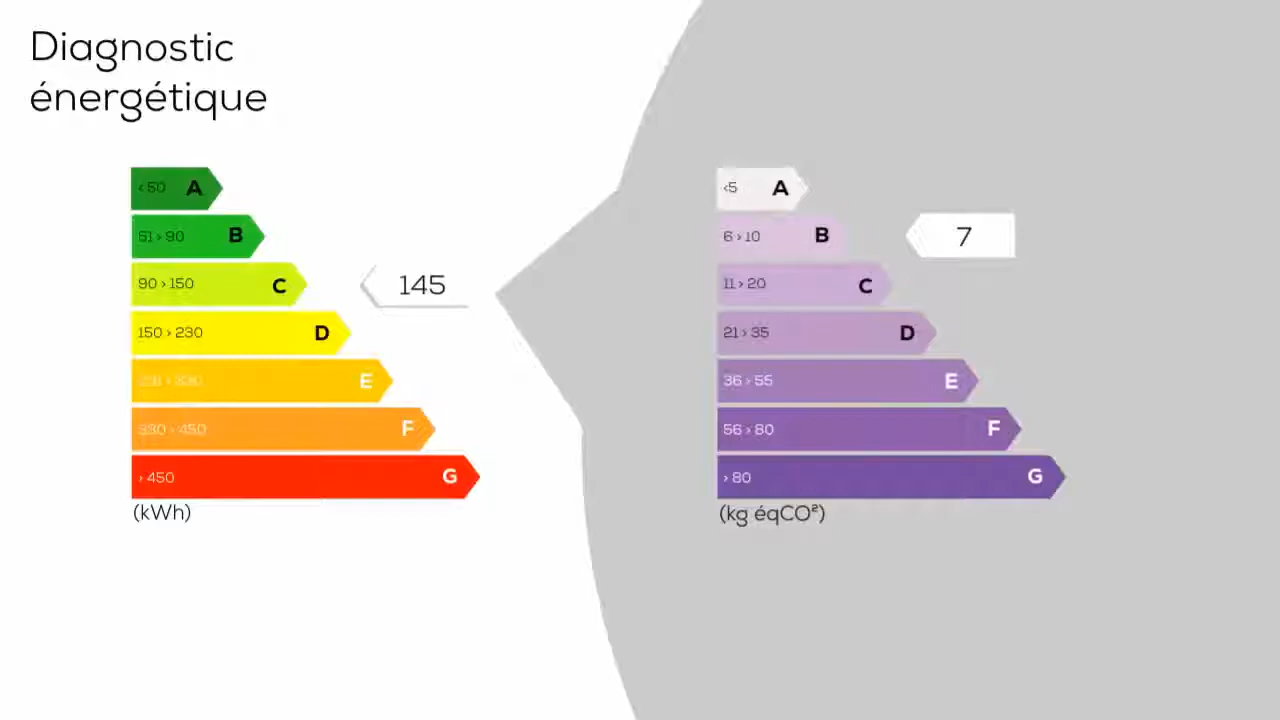 Diagnostic
énergétique
<50 A
51 > 90 B
90 > 150 C
145
150 > 230 D
E
330 > 450 F
> 450 G
(kWh)
<5 A
6 > 10 B
7
11 > 20 C
21 > 35 D
36 > 55 E
56 > 80 F
> 80 G
(kg éqCO²)